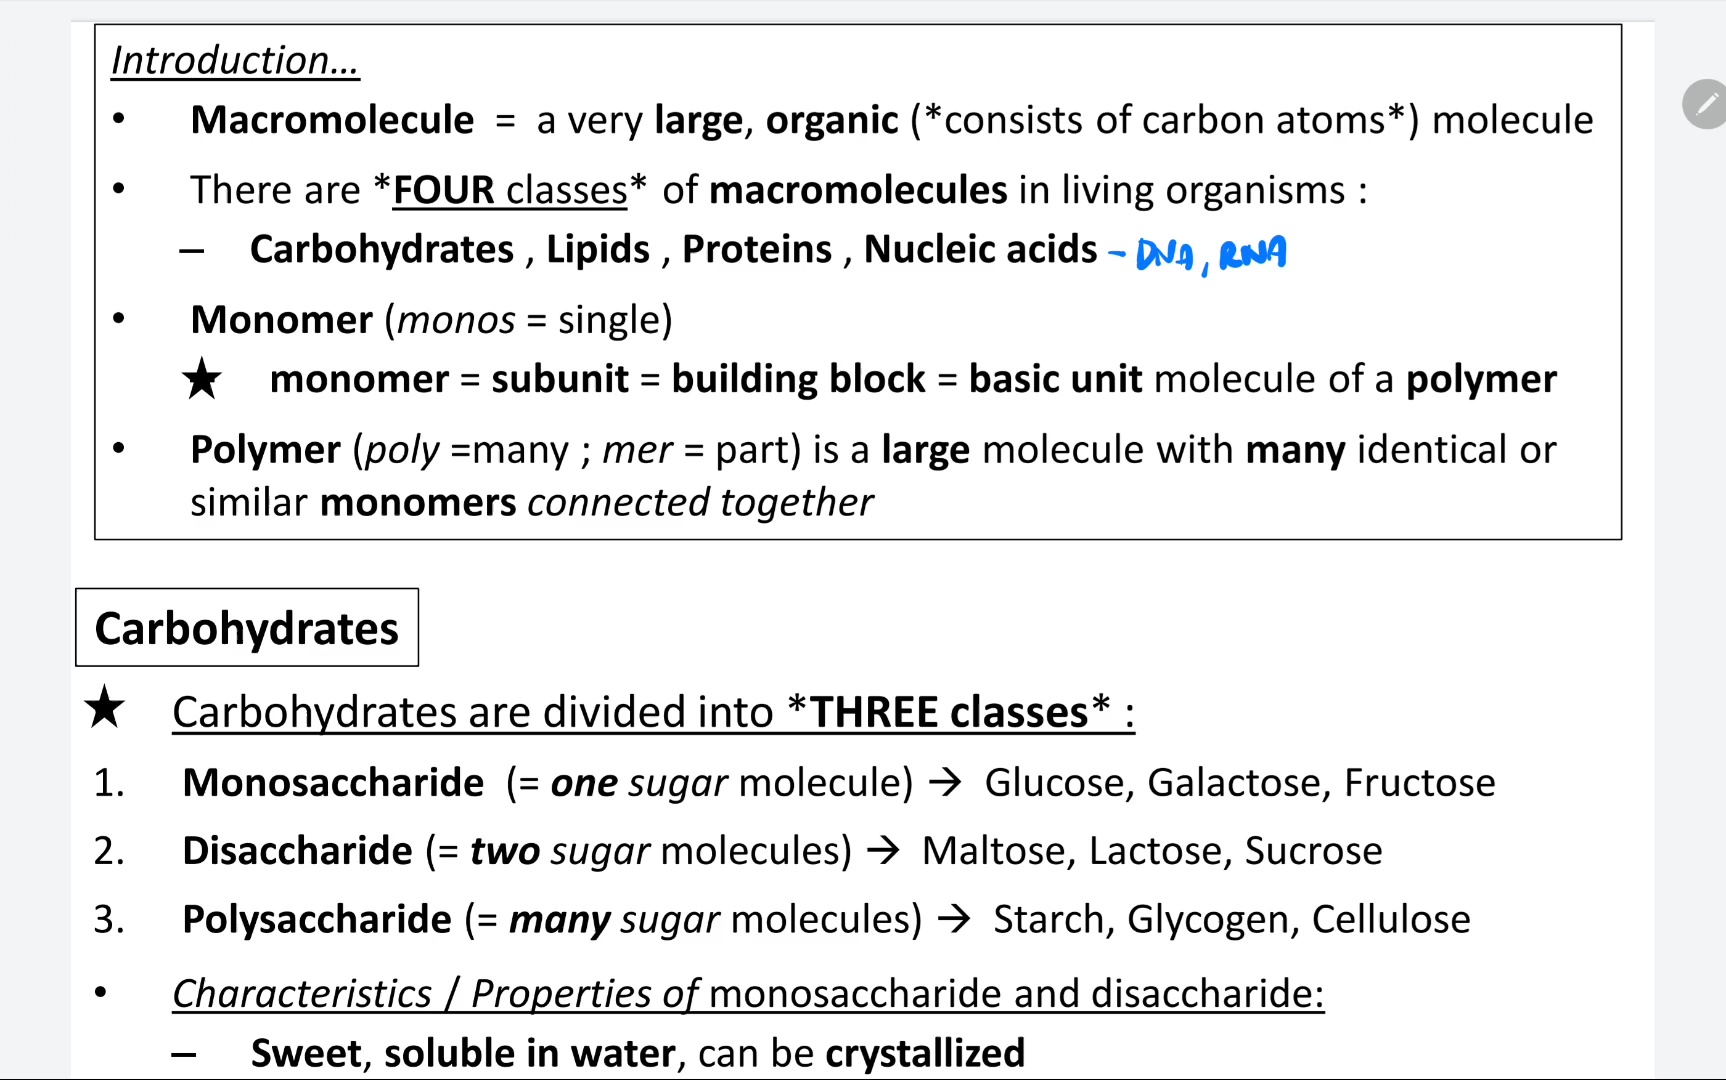 Introduction...
• Macromolecule = a very large, organic (*consists of carbon atoms*) molecule
• There are *FOUR classes* of macromolecules in living organisms :
– Carbohydrates , Lipids , Proteins , Nucleic acids - DNA, RNA
• Monomer (monos = single)
★ monomer = subunit = building block = basic unit molecule of a polymer
• Polymer (poly =many ; mer = part) is a large molecule with many identical or
similar monomers connected together
Carbohydrates
★ Carbohydrates are divided into *THREE classes* :
1. Monosaccharide (= one sugar molecule) → Glucose, Galactose, Fructose
2. Disaccharide (= two sugar molecules) → Maltose, Lactose, Sucrose
3. Polysaccharide (= many sugar molecules) → Starch, Glycogen, Cellulose
• Characteristics / Properties of monosaccharide and disaccharide:
– Sweet, soluble in water, can be crystallized